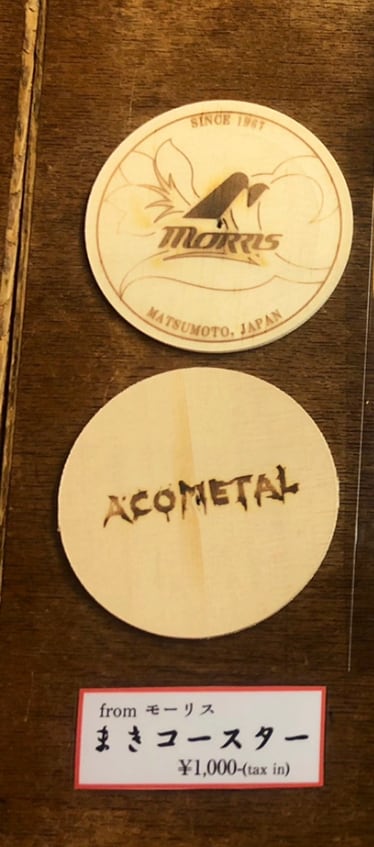 SINCE 1967
MORRIS
MATSUMOTO, JAPAN
ACOMETAL
from モーリス
まきコースター
¥1,000-(tax in)